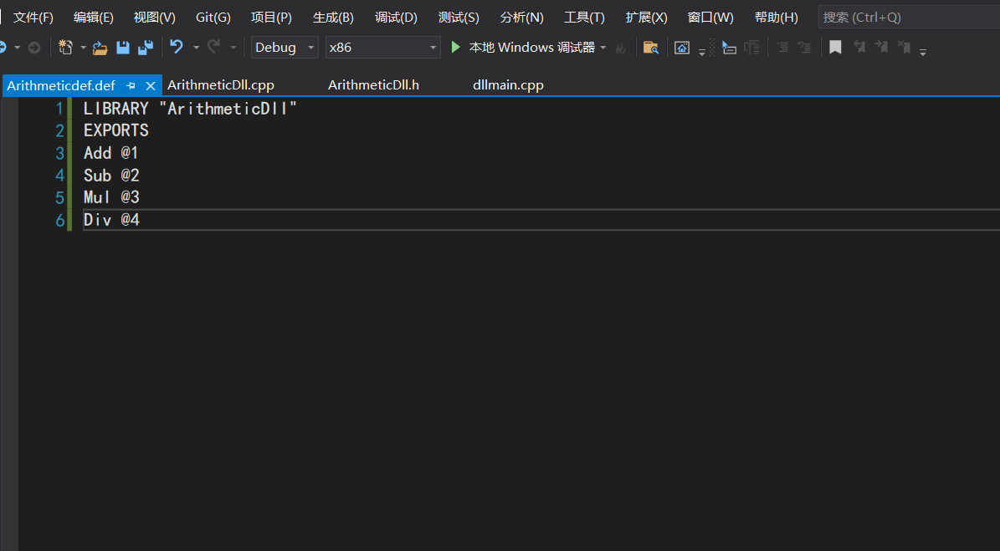 文件(F) 编辑(E) 视图(V) Git(G) 项目(P) 生成(B) 调试(D) 测试(S) 分析(N) 工具(T) 扩展(X) 窗口(W) 帮助(H) 搜索 (Ctrl+Q)
Debug x86 本地 Windows 调试器
Arithmeticdef.def ArithmeticDll.cpp ArithmeticDll.h dllmain.cpp
1 LIBRARY "ArithmeticDll"
2 EXPORTS
3 Add @1
4 Sub @2
5 Mul @3
6 Div @4